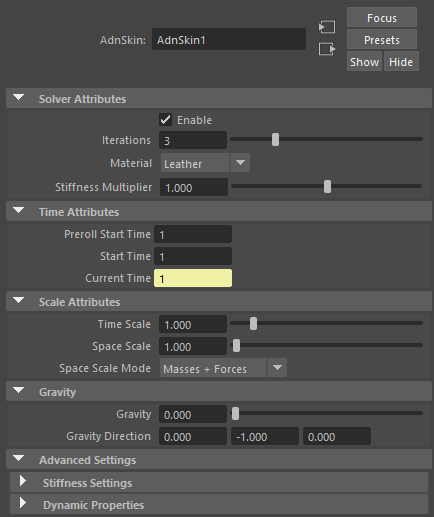 Focus
AdnSkin: AdnSkin1
Presets
Show Hide
Solver Attributes
Enable
Iterations 3
Material Leather
Stiffness Multiplier 1.000
Time Attributes
Preroll Start Time 1
Start Time 1
Current Time 1
Scale Attributes
Time Scale 1.000
Space Scale 1.000
Space Scale Mode Masses + Forces
Gravity
Gravity 0.000
Gravity Direction 0.000 -1.000 0.000
Advanced Settings
Stiffness Settings
Dynamic Properties